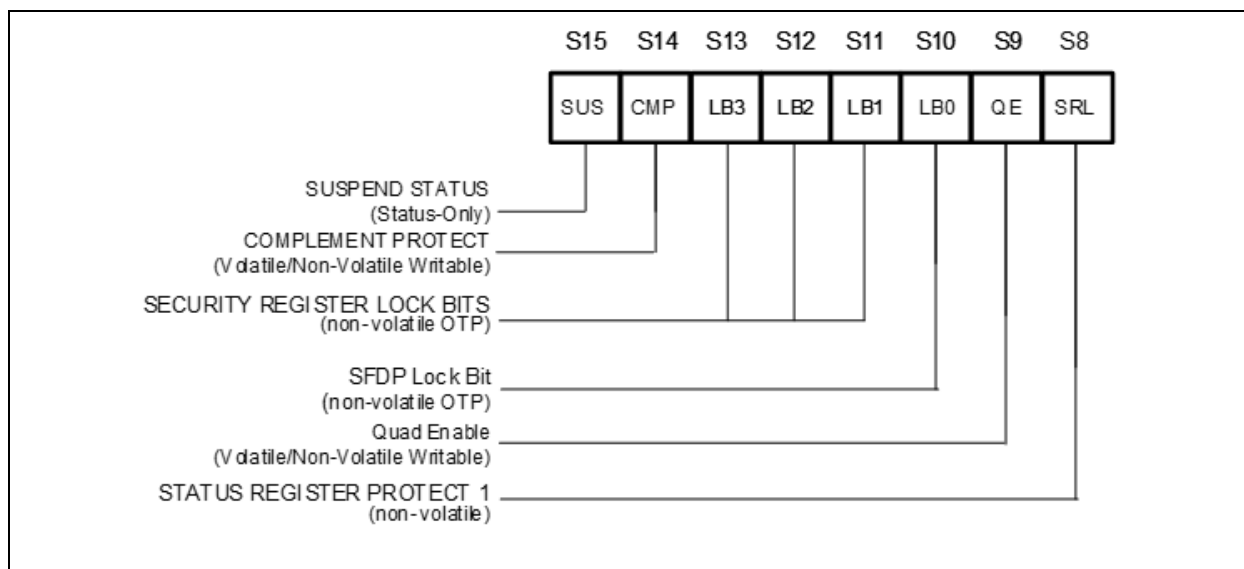 S15 S14 S13 S12 S11 S10 S9 S8
SUS CMP LB3 LB2 LB1 LB0 QE SRL
SUSPEND STATUS
(Status-Only)
COMPLEMENT PROTECT
(Volatile/Non-Volatile Writable)
SECURITY REGISTER LOCK BITS
(non-volatile OTP)
SFDP Lock Bit
(non-volatile OTP)
Quad Enable
(Volatile/Non-Volatile Writable)
STATUS REGISTER PROTECT 1
(non-volatile)